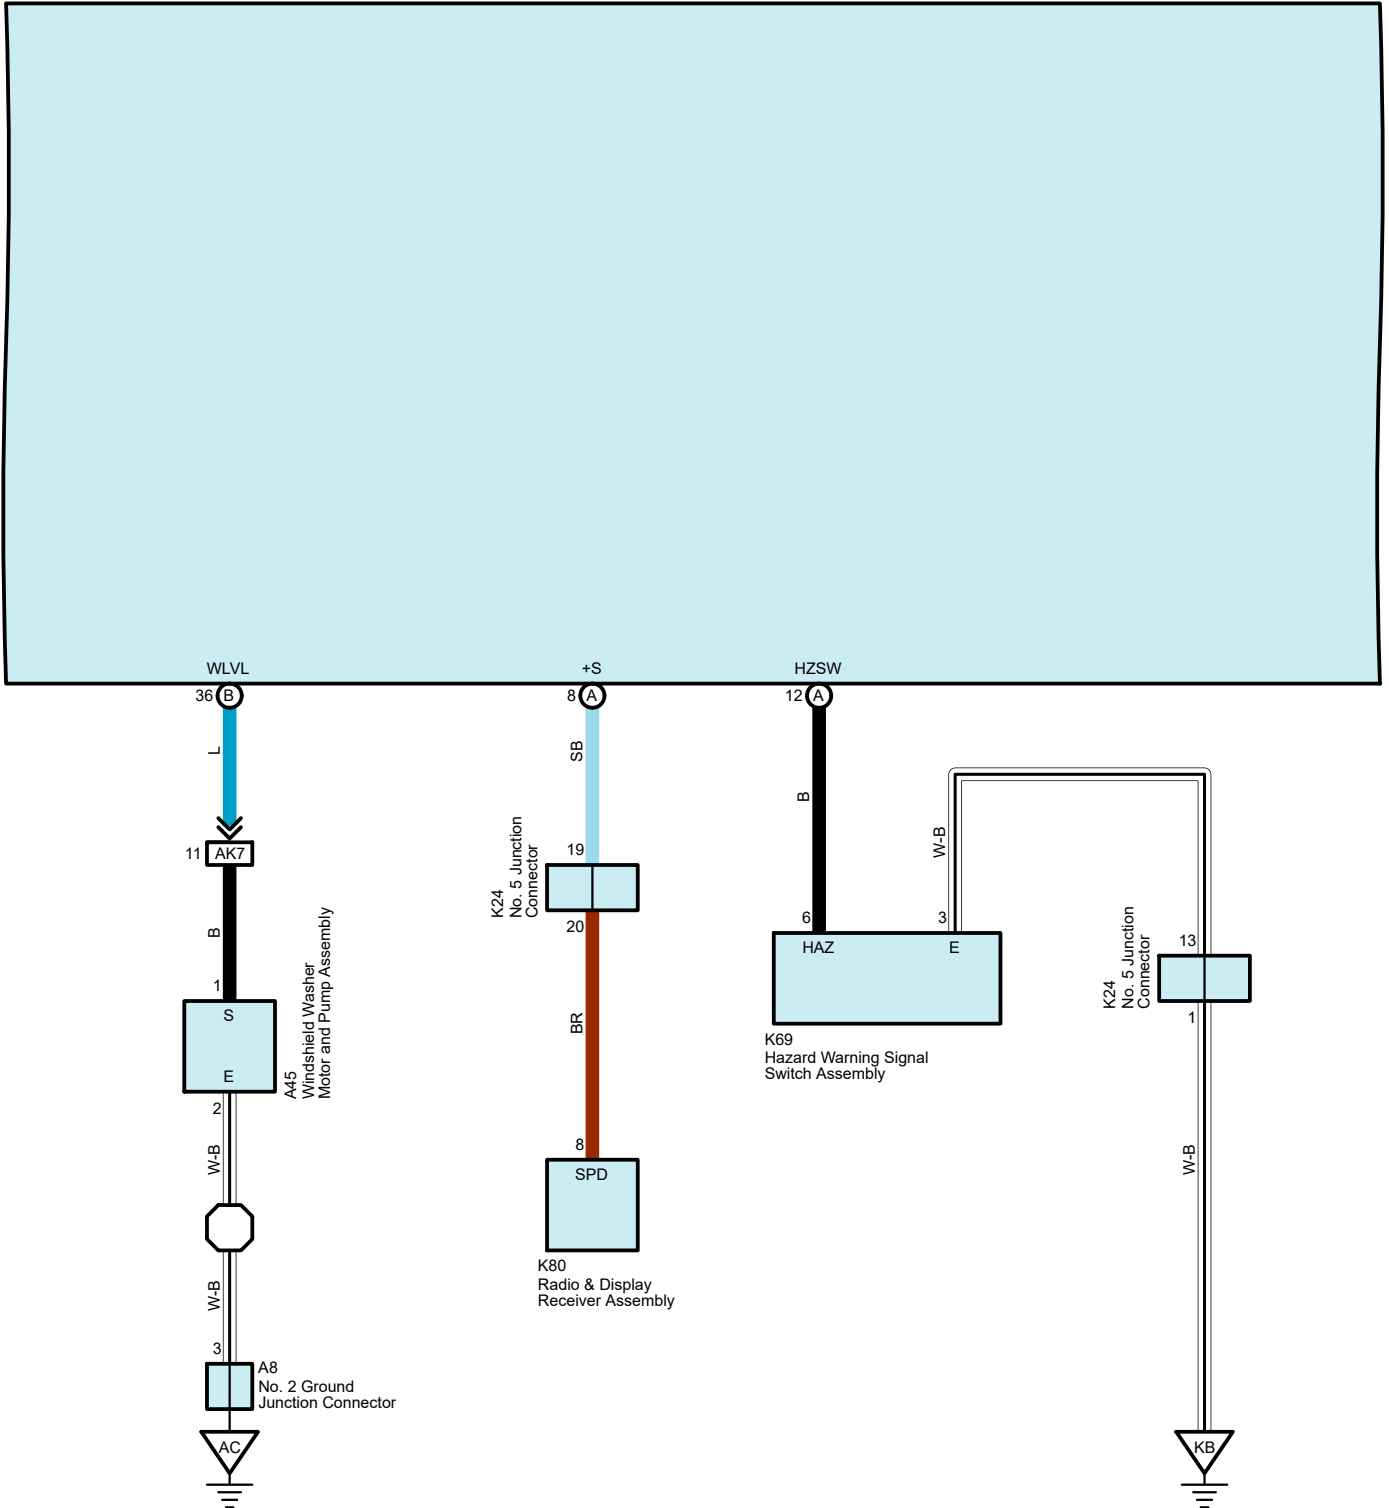 WLVL
+S
HZSW
36 B
8 A
12 A
L
SB
B
W-B
11 AK7
19
K24
No. 5 Junction
Connector
20
B
6
3
HAZ
E
K69
Hazard Warning Signal
Switch Assembly
13
K24
No. 5 Junction
Connector
1
1
S
E
A45
Windshield Washer
Motor and Pump Assembly
2
BR
W-B
W-B
8
SPD
K80
Radio & Display
Receiver Assembly
W-B
3
A8
No. 2 Ground
Junction Connector
AC
KB